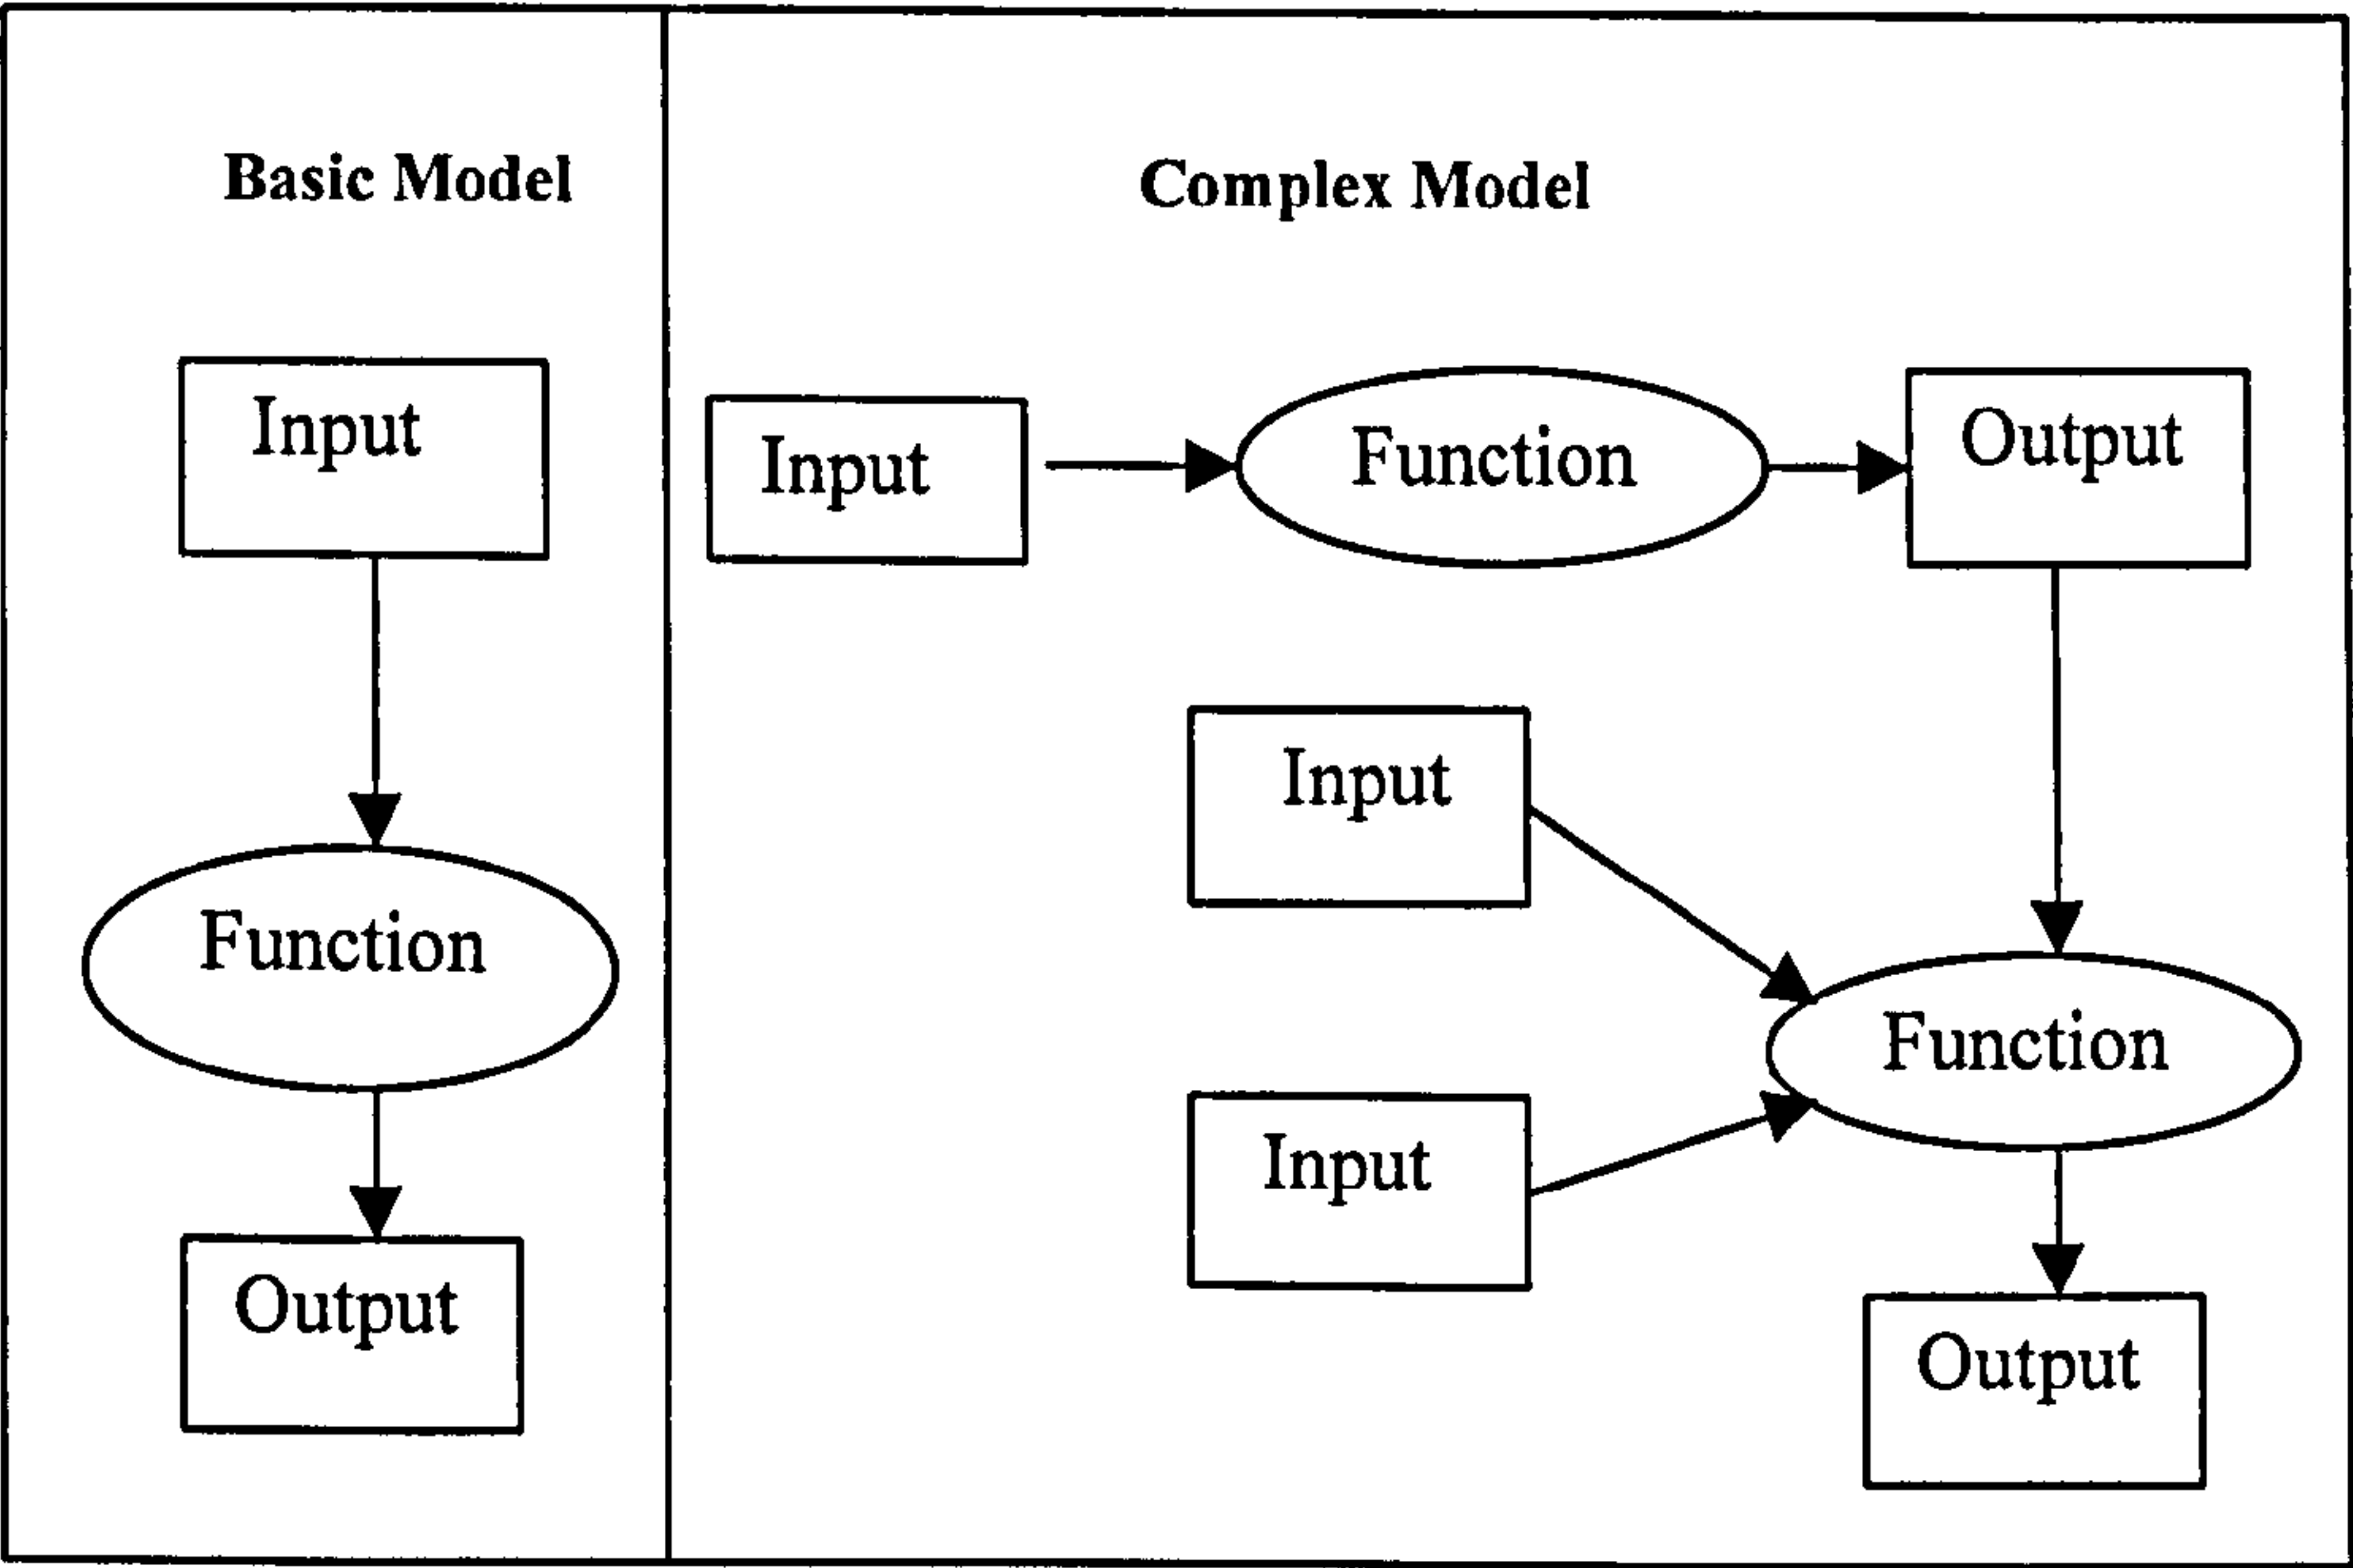 Basic Model
Input
Function
Output
Complex Model
Input
Function
Output
Input
Input
Function
Output